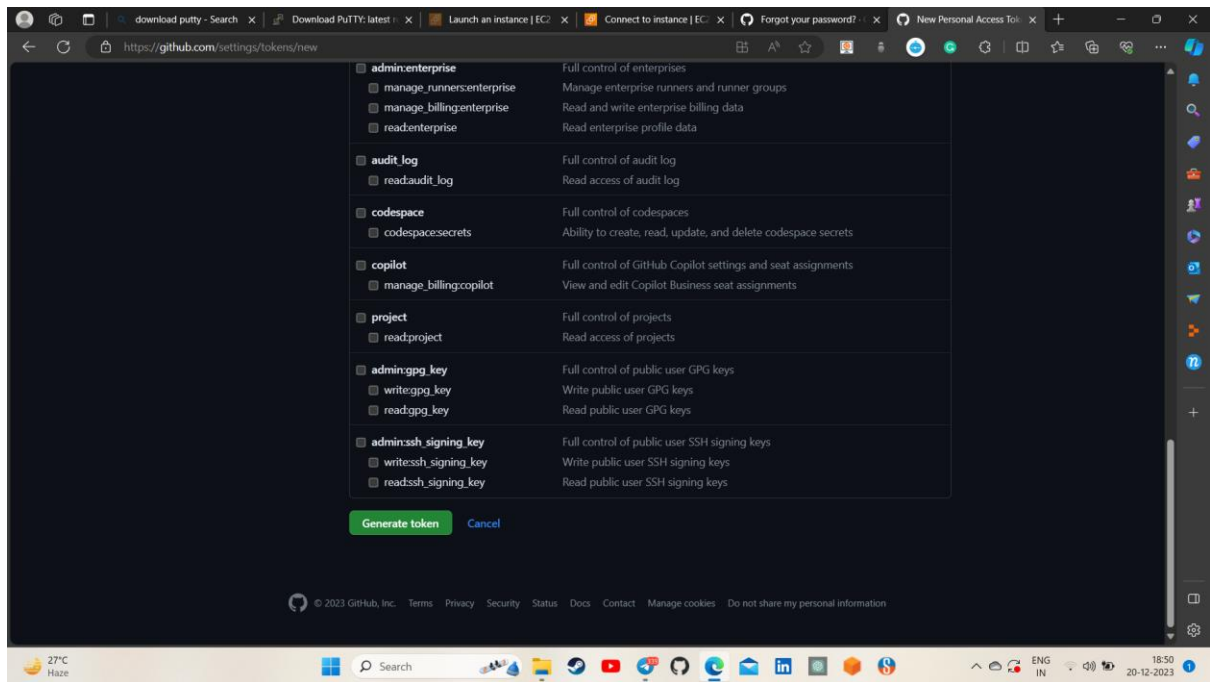 download putty - Search
Download PuTTY: latest r
Launch an instance | EC2
Connect to instance | EC2
Forgot your password? ·
New Personal Access Tok
https://github.com/settings/tokens/new
admin:enterprise Full control of enterprises
manage_runners:enterprise Manage enterprise runners and runner groups
manage_billing:enterprise Read and write enterprise billing data
read:enterprise Read enterprise profile data
audit_log Full control of audit log
read:audit_log Read access of audit log
codespace Full control of codespaces
codespace:secrets Ability to create, read, update, and delete codespace secrets
copilot Full control of GitHub Copilot settings and seat assignments
manage_billing:copilot View and edit Copilot Business seat assignments
project Full control of projects
read:project Read access of projects
admin:gpg_key Full control of public user GPG keys
write:gpg_key Write public user GPG keys
read:gpg_key Read public user GPG keys
admin:ssh_signing_key Full control of public user SSH signing keys
write:ssh_signing_key Write public user SSH signing keys
read:ssh_signing_key Read public user SSH signing keys
Generate token Cancel
© 2023 GitHub, Inc. Terms Privacy Security Status Docs Contact Manage cookies Do not share my personal information
27°C
Haze
Search
ENG
IN
18:50
20-12-2023
1